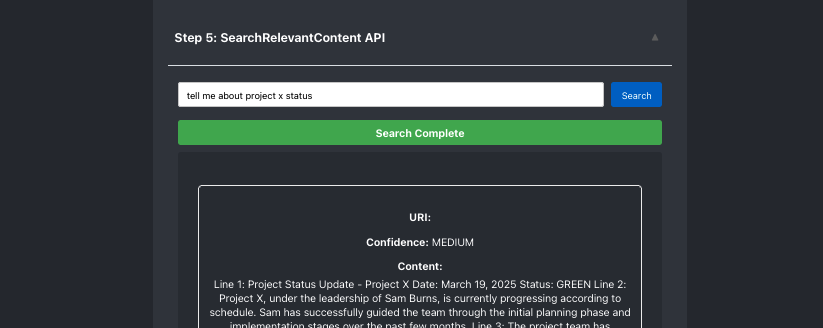 Step 5: SearchRelevantContent API ▲
tell me about project x status Search
Search Complete
URI:
Confidence: MEDIUM
Content:
Line 1: Project Status Update - Project X Date: March 19, 2025 Status: GREEN Line 2:
Project X, under the leadership of Sam Burns, is currently progressing according to
schedule. Sam has successfully guided the team through the initial planning phase and
implementation stages over the past few months. Line 3: The project team has